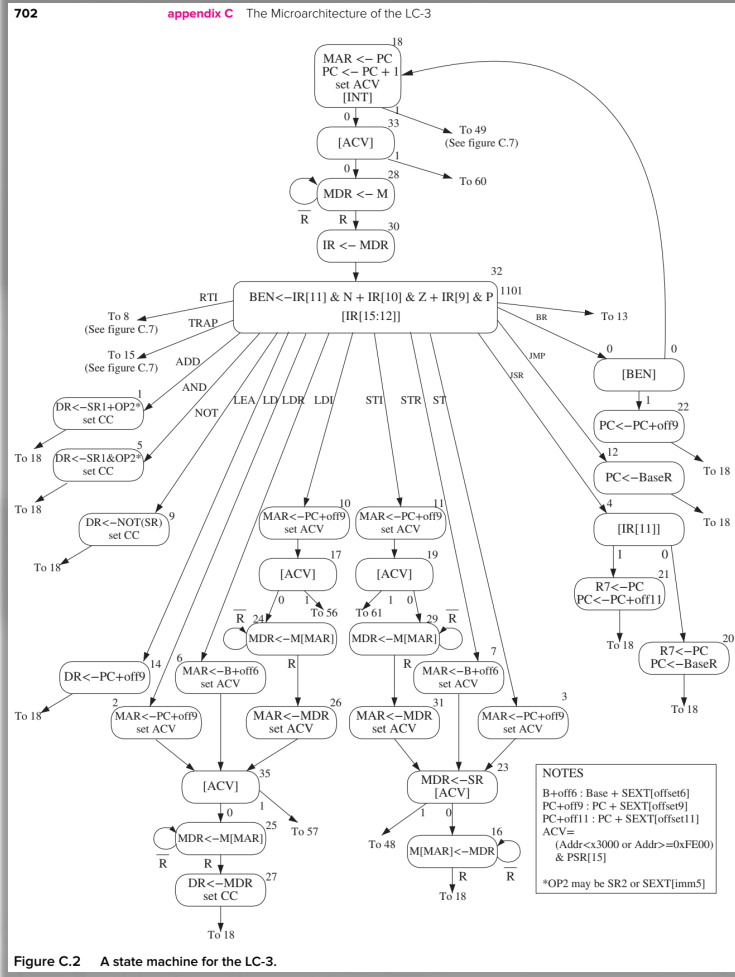 702 appendix C The Microarchitecture of the LC-3
18
MAR <– PC
PC <– PC + 1
set ACV
[INT]
0
1
To 49
(See figure C.7)
33
[ACV]
0
1
To 60
28
MDR <– M
R
R
30
IR <– MDR
32
BEN<–IR[11] & N + IR[10] & Z + IR[9] & P
[IR[15:12]]
1101
To 13
RTI
To 8
(See figure C.7)
TRAP
To 15
(See figure C.7)
ADD
AND
NOT
LEA
LD
LDR
LDI
STI
STR
ST
JSR
JMP
BR
1
DR<–SR1+OP2*
set CC
To 18
5
DR<–SR1&OP2*
set CC
To 18
9
DR<–NOT(SR)
set CC
To 18
0
0
[BEN]
1
22
PC<–PC+off9
To 18
12
PC<–BaseR
To 18
4
[IR[11]]
1
0
21
R7<–PC
PC<–PC+off11
To 18
20
R7<–PC
PC<–BaseR
To 18
10
MAR<–PC+off9
set ACV
17
[ACV]
0
1
To 56
24
MDR<–M[MAR]
R
R
26
MAR<–MDR
set ACV
11
MAR<–PC+off9
set ACV
19
[ACV]
1
0
To 61
29
MDR<–M[MAR]
R
R
31
MAR<–MDR
set ACV
14
DR<–PC+off9
To 18
2
MAR<–PC+off9
set ACV
6
MAR<–B+off6
set ACV
7
MAR<–B+off6
set ACV
3
MAR<–PC+off9
set ACV
35
[ACV]
0
1
To 57
25
MDR<–M[MAR]
R
R
27
DR<–MDR
set CC
To 18
23
MDR<–SR
[ACV]
1
0
To 48
16
M[MAR]<–MDR
R
R
To 18
NOTES
B+off6 : Base + SEXT[offset6]
PC+off9 : PC + SEXT[offset9]
PC+off11 : PC + SEXT[offset11]
ACV=
(Addr<x3000 or Addr>=0xFE00)
& PSR[15]
*OP2 may be SR2 or SEXT[imm5]
Figure C.2 A state machine for the LC-3.